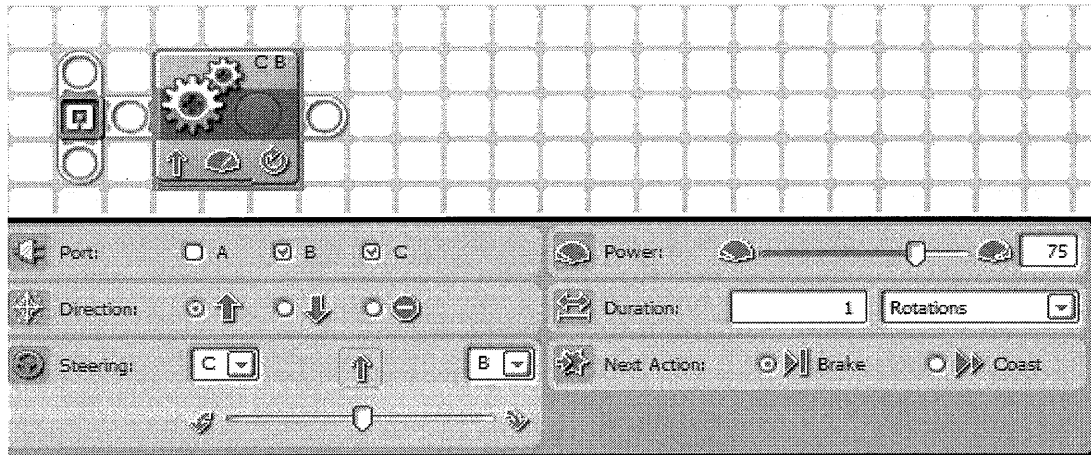 C B
Port: A B C
Power: 75
Direction:
Duration: 1 Rotations
Steering: C B
Next Action: Brake Coast